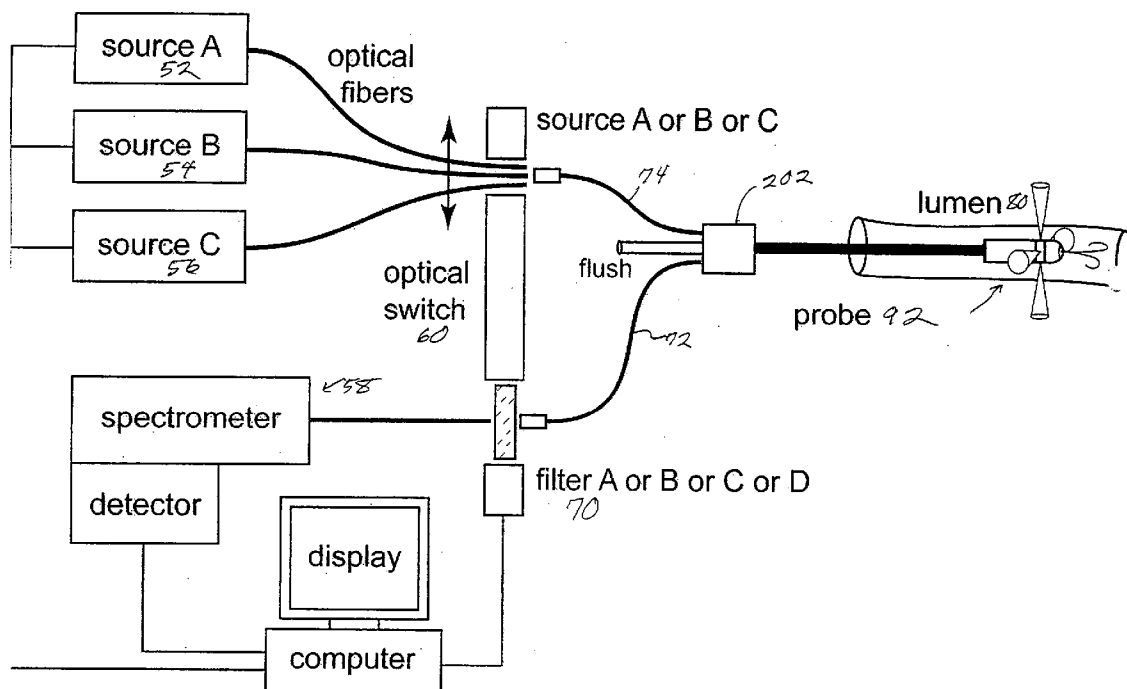 source A
52
optical
fibers
source A or B or C
source B
54
74
202
lumen 80
source C
56
optical
switch
60
flush
probe 92
72
58
spectrometer
filter A or B or C or D
70
detector
display
computer